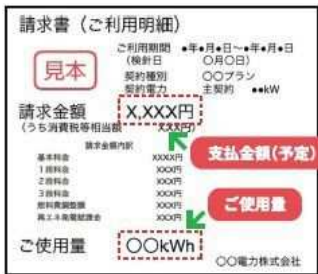 請求書（ご利用明細）
見本
ご利用期間 ●年●月●日～●年●月●日
（検針日 〇月〇日）
契約種別 〇〇プラン
契約電力 主契約 ●●kW
請求金額 X,XXX円
（うち消費税等相当額 XXX円）
請求金額内訳
基本料金 XXXX円
1段料金 XXXX円
2段料金 XXXX円
3段料金 XXXX円
燃料費調整額 XXXX円
再エネ発電賦課金 XXXX円
支払金額（予定）
ご使用量
ご使用量 〇〇kWh
〇〇電力株式会社